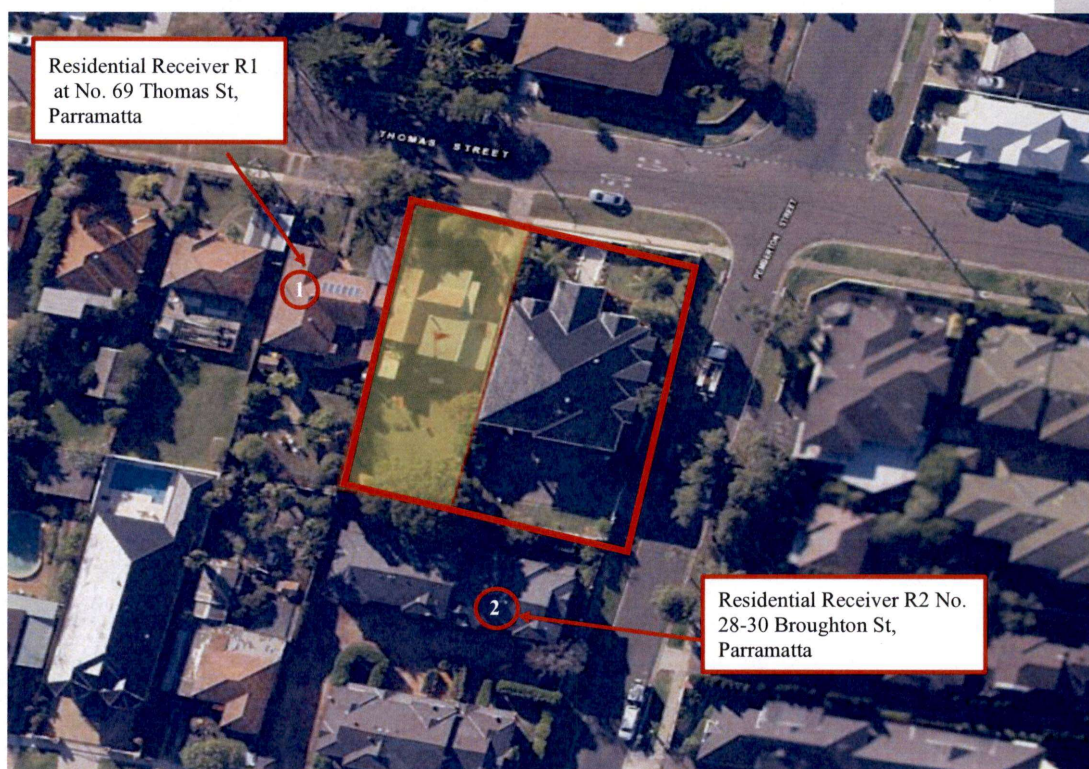 Residential Receiver R1
at No. 69 Thomas St,
Parramatta
THOMAS STREET
PEMBERTON STREET
1
2
Residential Receiver R2 No.
28-30 Broughton St,
Parramatta